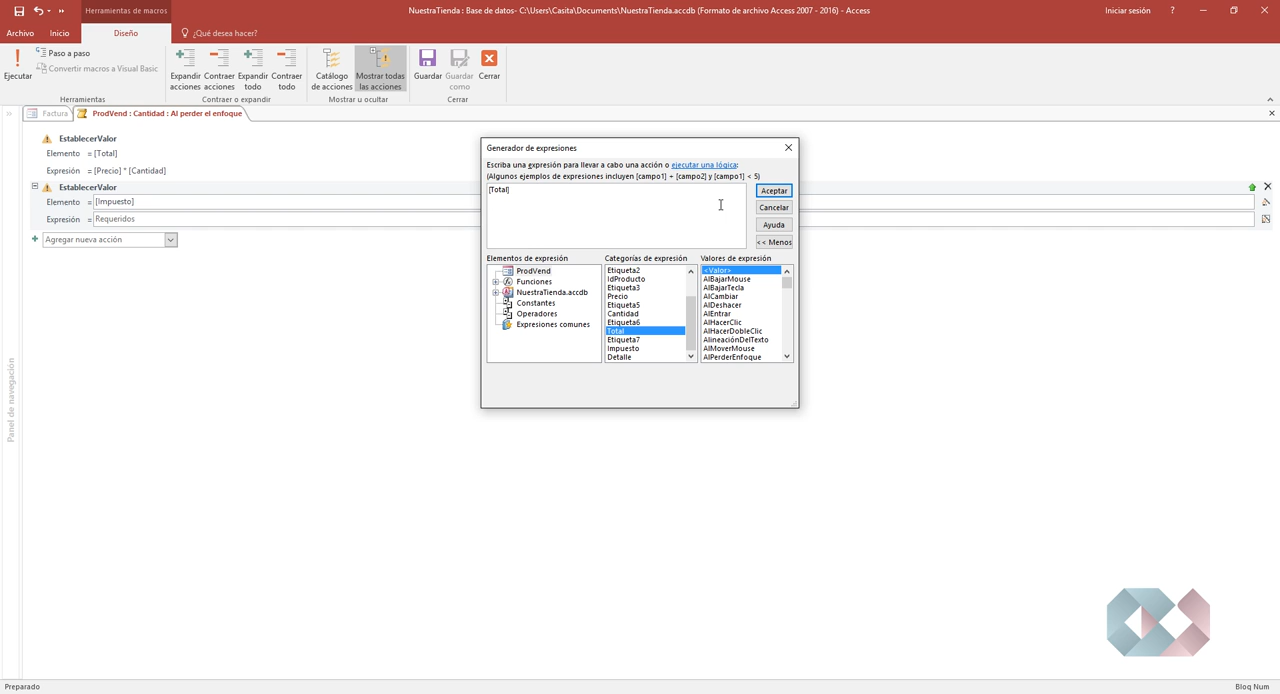 NuestraTienda : Base de datos- C:\Users\Casita\Documents\NuestraTienda.accdb (Formato de archivo Access 2007 - 2016) - Access
Herramientas de macros
Iniciar sesión
?
Archivo
Inicio
Diseño
¿Qué desea hacer?
Ejecutar
Paso a paso
Convertir macros a Visual Basic
Herramientas
Expandir acciones
Contraer acciones
Expandir todo
Contraer todo
Contraer o expandir
Catálogo de acciones
Mostrar todas las acciones
Mostrar u ocultar
Guardar
Guardar como
Cerrar
Cerrar
Factura
ProdVend : Cantidad : Al perder el enfoque
Panel de navegación
EstablecerValor
Elemento = [Total]
Expresión = [Precio] * [Cantidad]
EstablecerValor
Elemento = [Impuesto]
Expresión = Requeridos
Agregar nueva acción
Generador de expresiones
Escriba una expresión para llevar a cabo una acción o ejecutar una lógica:
(Algunos ejemplos de expresiones incluyen [campo1] + [campo2] y [campo1] < 5)
[Total]
Aceptar
Cancelar
Ayuda
<< Menos
Elementos de expresión
ProdVend
Funciones
NuestraTienda.accdb
Constantes
Operadores
Expresiones comunes
Categorías de expresión
Etiqueta2
IdProducto
Etiqueta3
Precio
Etiqueta5
Cantidad
Etiqueta6
Total
Etiqueta7
Impuesto
Detalle
Valores de expresión
<Valor>
AlBajarMouse
AlBajarTecla
AlCambiar
AlDeshacer
AlEntrar
AlHacerClic
AlHacerDobleClic
AlineaciónDelTexto
AlMoverMouse
AlPerderEnfoque
Preparado
Bloq Num